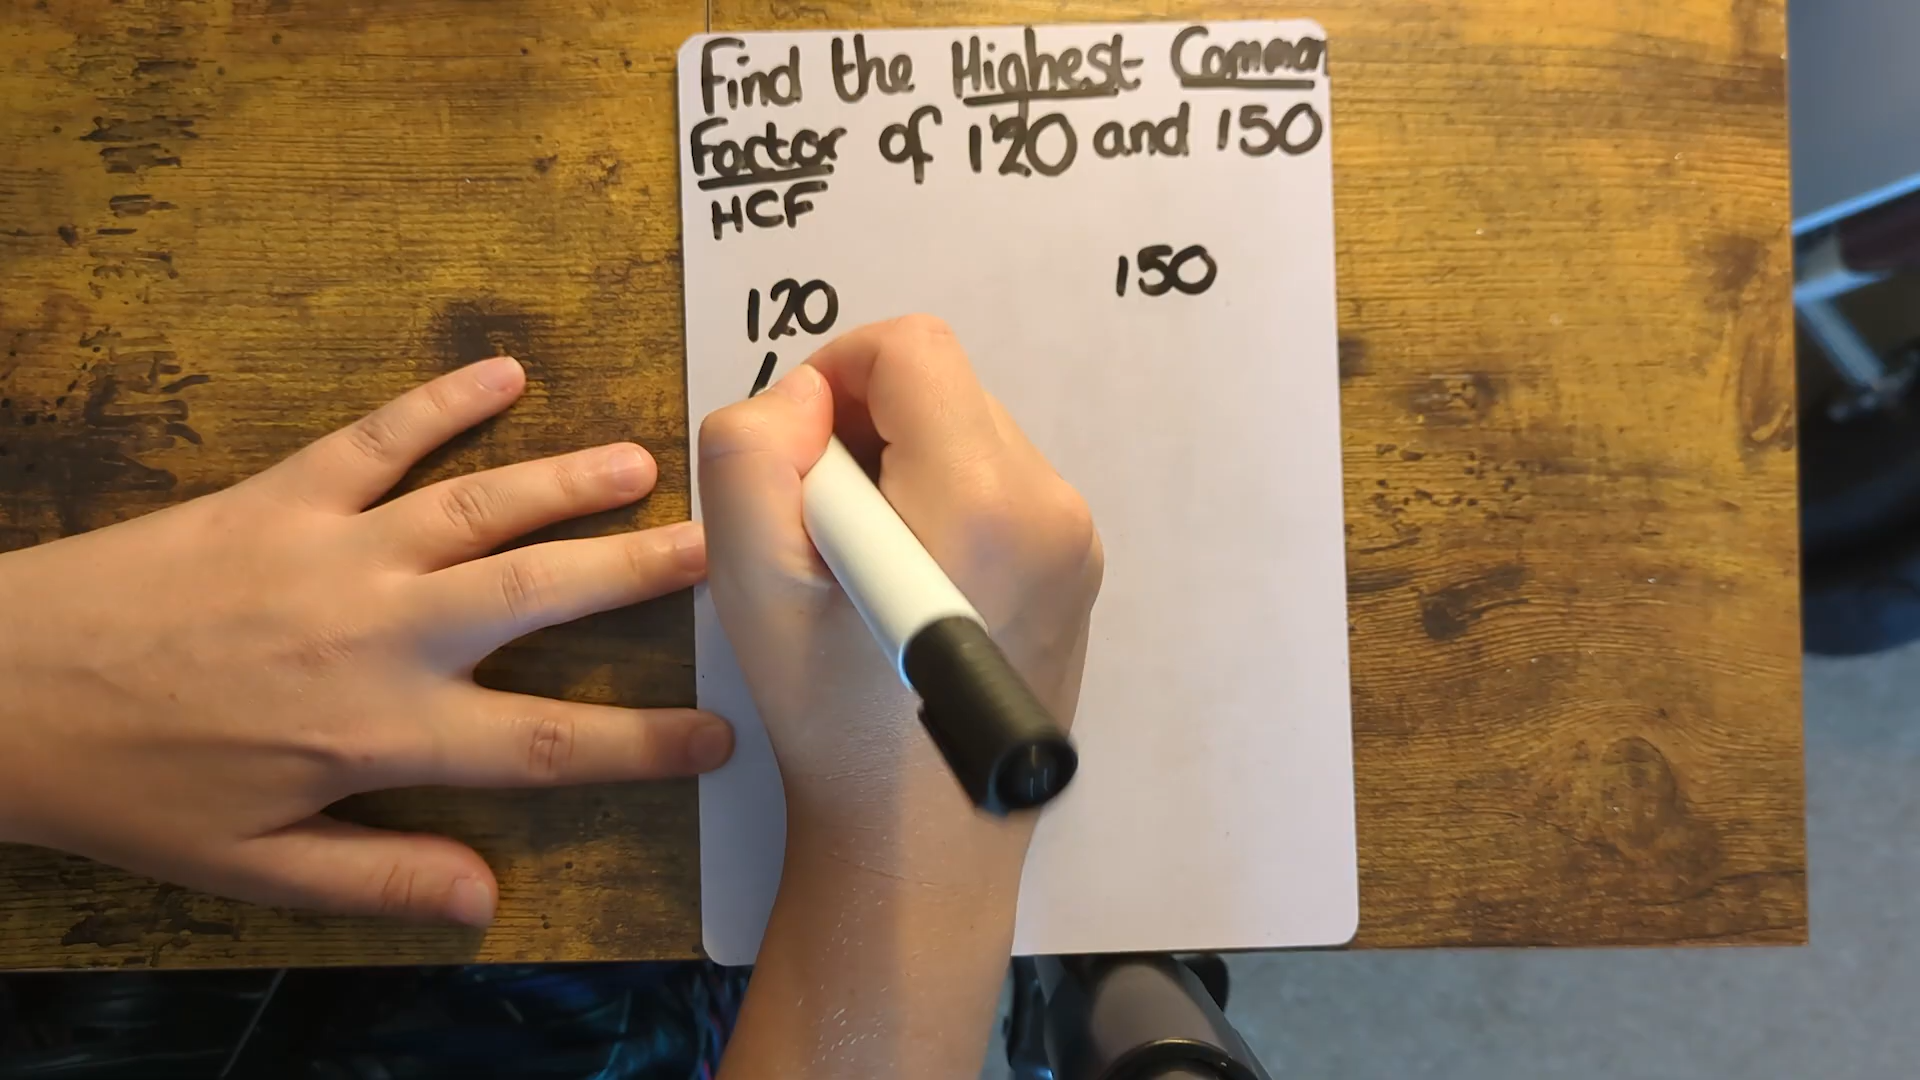 Find the Highest Common
Factor of 120 and 150
HCF
120
150